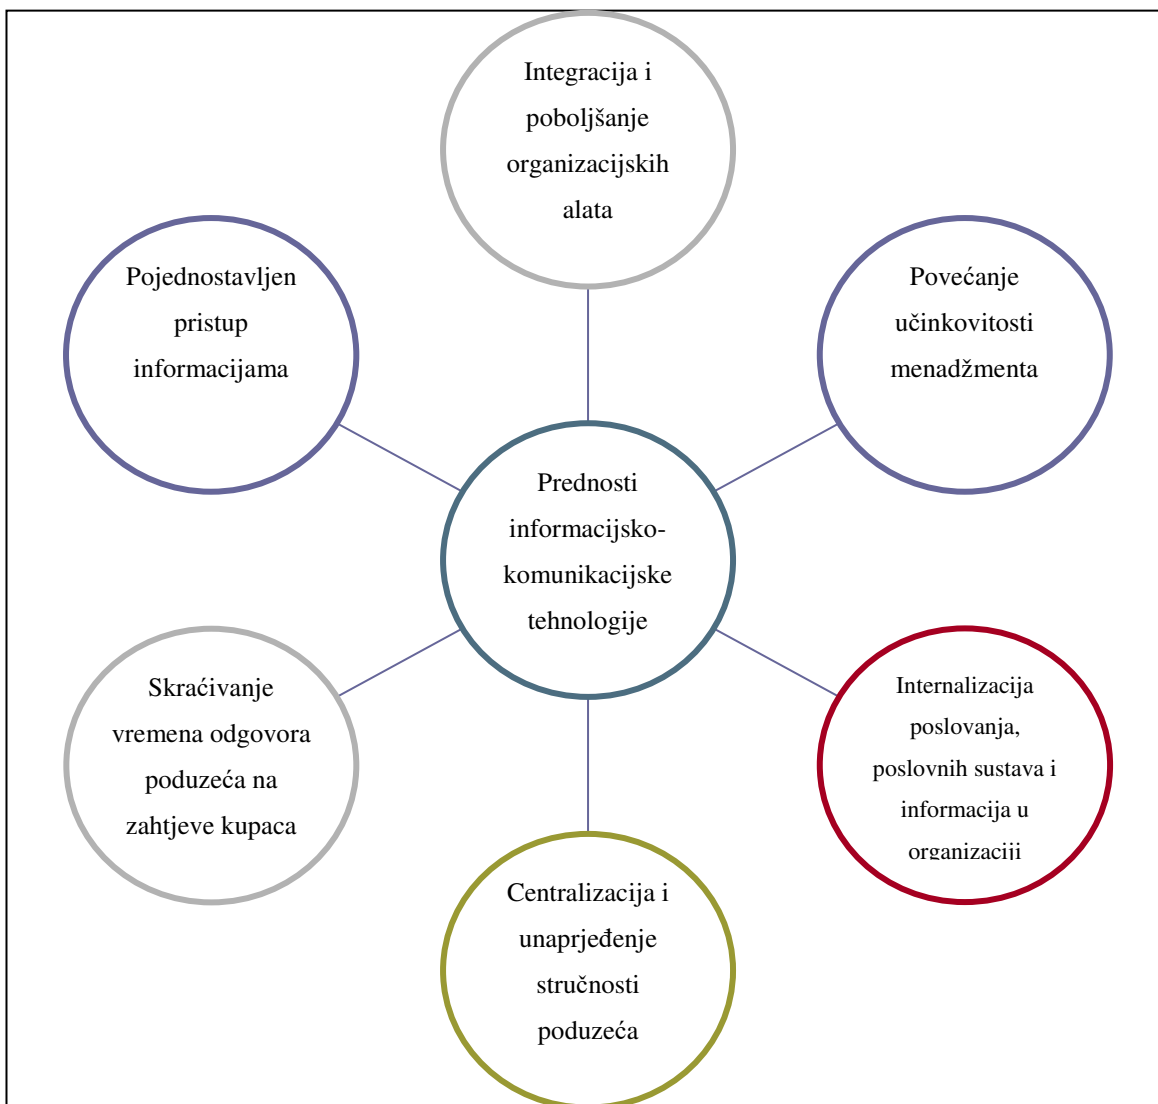 Integracija i
poboljšanje
organizacijskih
alata
Pojednostavljen
pristup
informacijama
Povećanje
učinkovitosti
menadžmenta
Prednosti
informacijsko-
komunikacijske
tehnologije
Skraćivanje
vremena odgovora
poduzeća na
zahtjeve kupaca
Internalizacija
poslovanja,
poslovnih sustava i
informacija u
organizaciji
Centralizacija i
unaprjeđenje
stručnosti
poduzeća